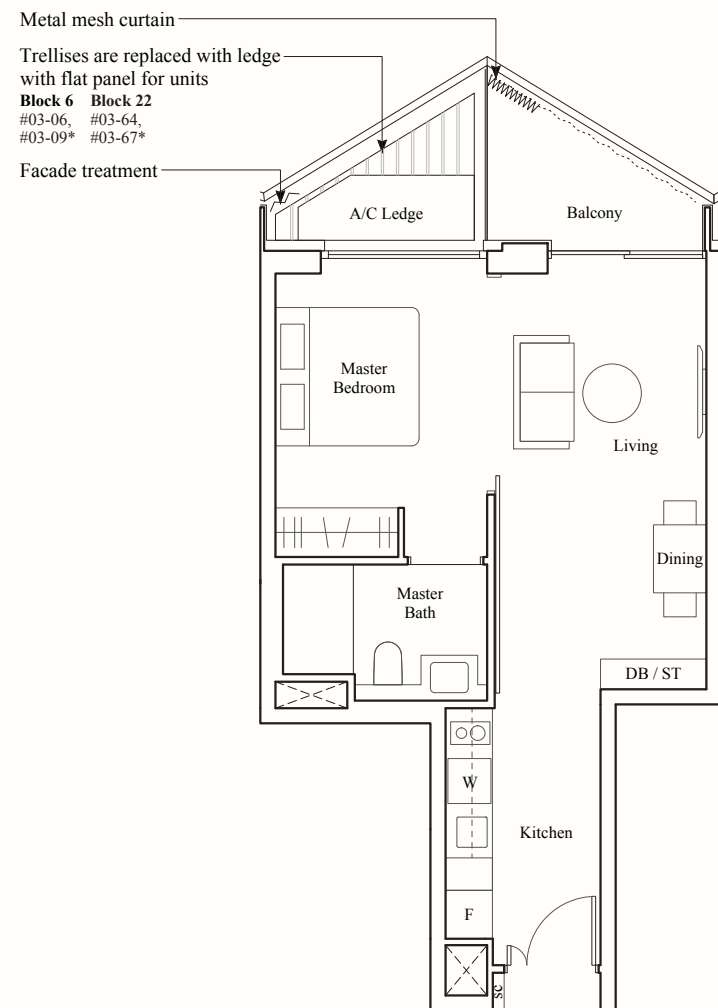 Metal mesh curtain
Trellises are replaced with ledge
with flat panel for units
Block 6 Block 22
#03-06, #03-64,
#03-09* #03-67*
Facade treatment
A/C Ledge
Balcony
Master
Bedroom
Living
Dining
Master
Bath
DB / ST
W
Kitchen
F
SC